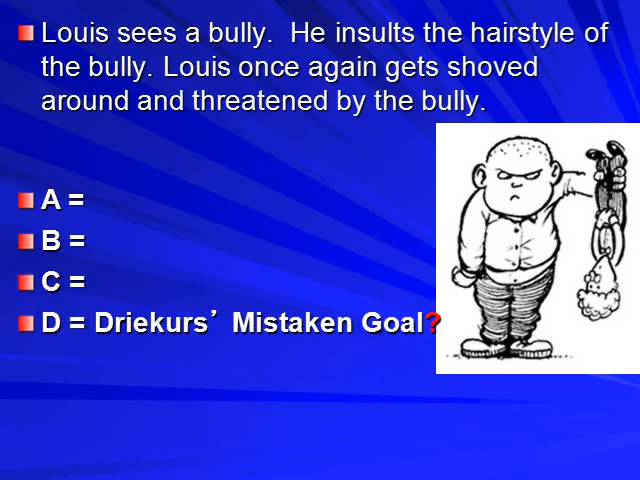 Louis sees a bully.  He insults the hairstyle of
the bully. Louis once again gets shoved
around and threatened by the bully.
A =
B =
C =
D = Driekurs’ Mistaken Goal?